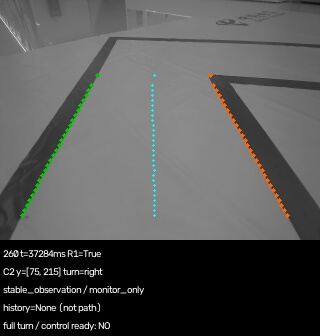 260 t=37284ms R1=True
C2 y=[75, 215] turn=right
stable_observation / monitor_only
history=None (not path)
full turn / control ready: NO